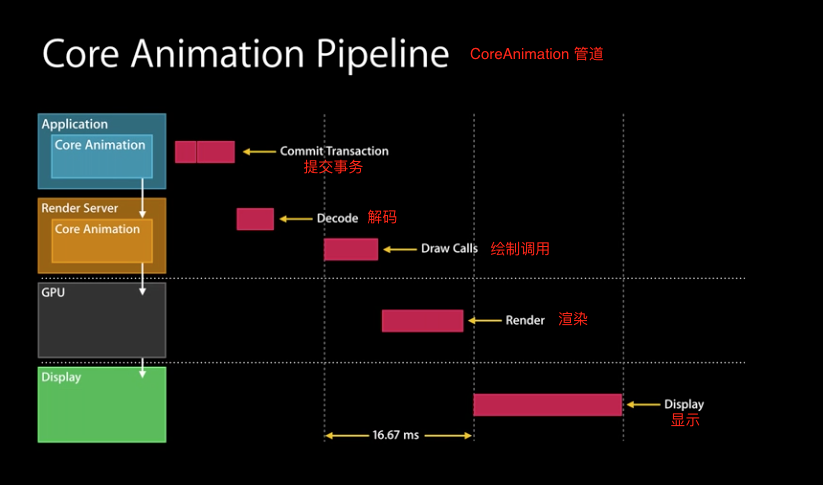 Core Animation Pipeline
CoreAnimation 管道
Application
Core Animation
Commit Transaction
提交事务
Render Server
Core Animation
Decode
解码
Draw Calls
绘制调用
GPU
Render
渲染
Display
Display
显示
16.67 ms